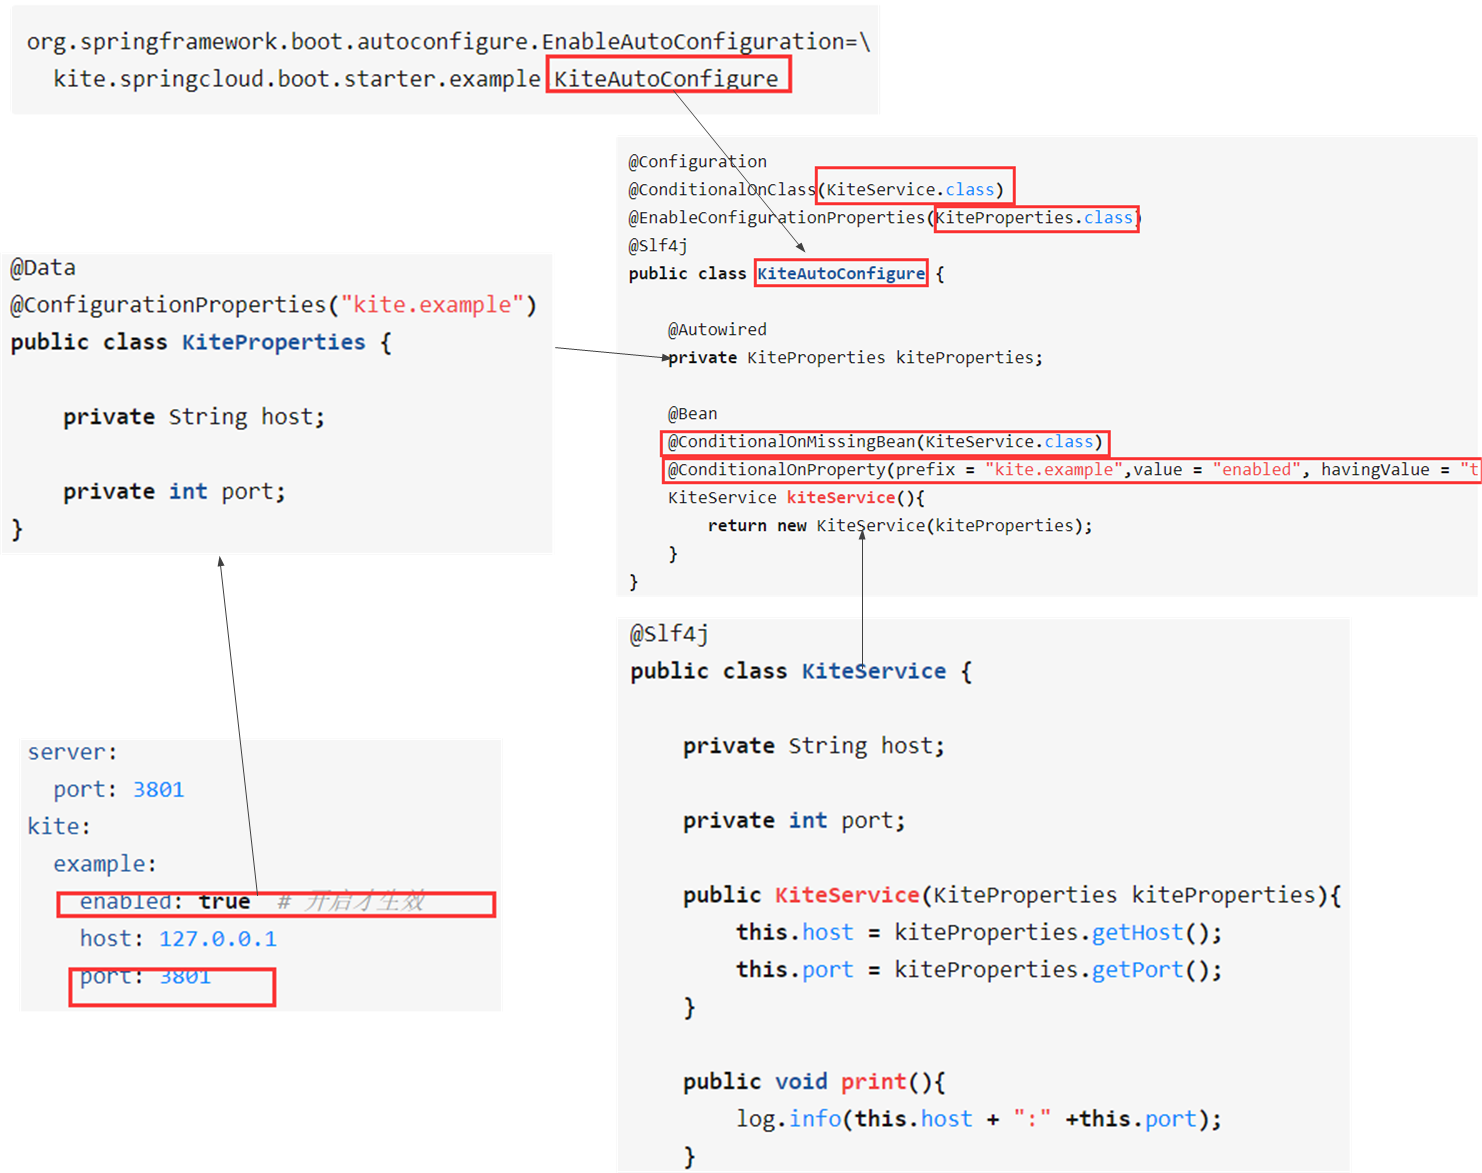 org.springframework.boot.autoconfigure.EnableAutoConfiguration=\
kite.springcloud.boot.starter.example KiteAutoConfigure
@Configuration
@ConditionalOnClass(KiteService.class)
@EnableConfigurationProperties(KiteProperties.class)
@Slf4j
public class KiteAutoConfigure {
@Autowired
private KiteProperties kiteProperties;
@Bean
@ConditionalOnMissingBean(KiteService.class)
@ConditionalOnProperty(prefix = "kite.example",value = "enabled", havingValue = "t
KiteService kiteService(){
return new KiteService(kiteProperties);
}
}
@Data
@ConfigurationProperties("kite.example")
public class KiteProperties {
private String host;
private int port;
}
server:
port: 3801
kite:
example:
enabled: true # 开启才生效
host: 127.0.0.1
port: 3801
@Slf4j
public class KiteService {
private String host;
private int port;
public KiteService(KiteProperties kiteProperties){
this.host = kiteProperties.getHost();
this.port = kiteProperties.getPort();
}
public void print(){
log.info(this.host + ":" +this.port);
}